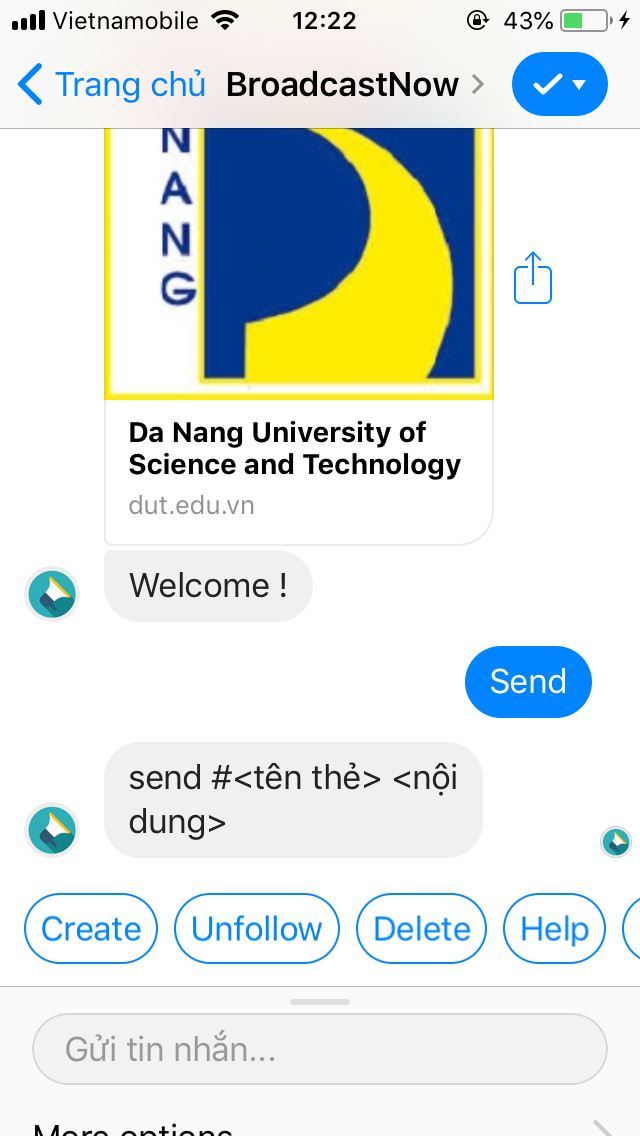 Vietnamobile 12:22 43%
Trang chủ BroadcastNow
N
A
N
G
Da Nang University of
Science and Technology
dut.edu.vn
Welcome !
Send
send #<tên thẻ> <nội
dung>
Create Unfollow Delete Help
Gửi tin nhắn...
More options